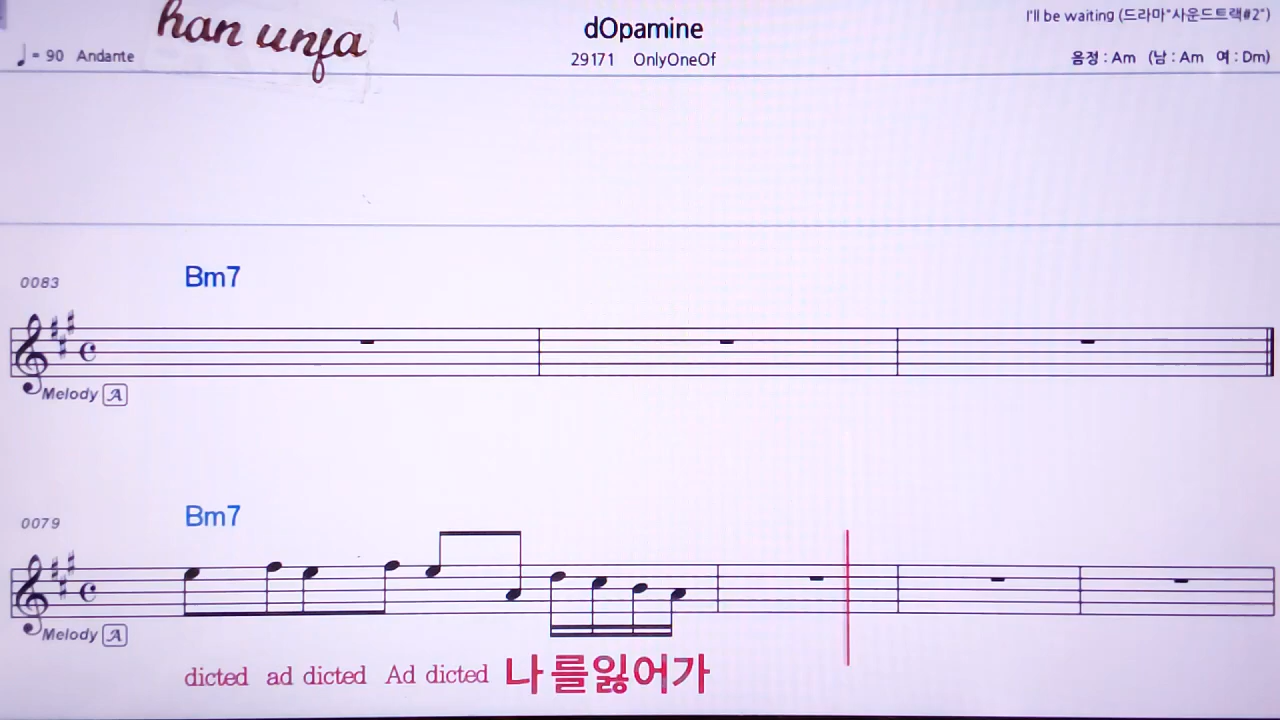 han unja
dOpamine
I'll be waiting (드라마"사운드트랙#2")
♩= 90 Andante
29171 OnlyOneOf
음정 : Am (남 : Am 여 : Dm)
0083
Bm7
Melody A
0079
Bm7
Melody A
dicted ad dicted Ad dicted 나 를잃어가